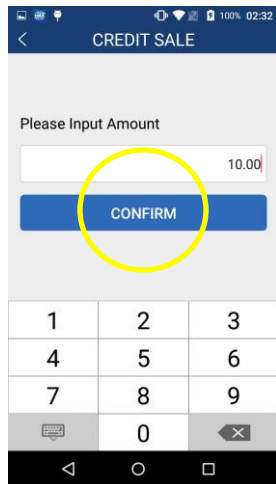 100% 02:32
CREDIT SALE
Please Input Amount
10.00
CONFIRM
1 2 3
4 5 6
7 8 9
0